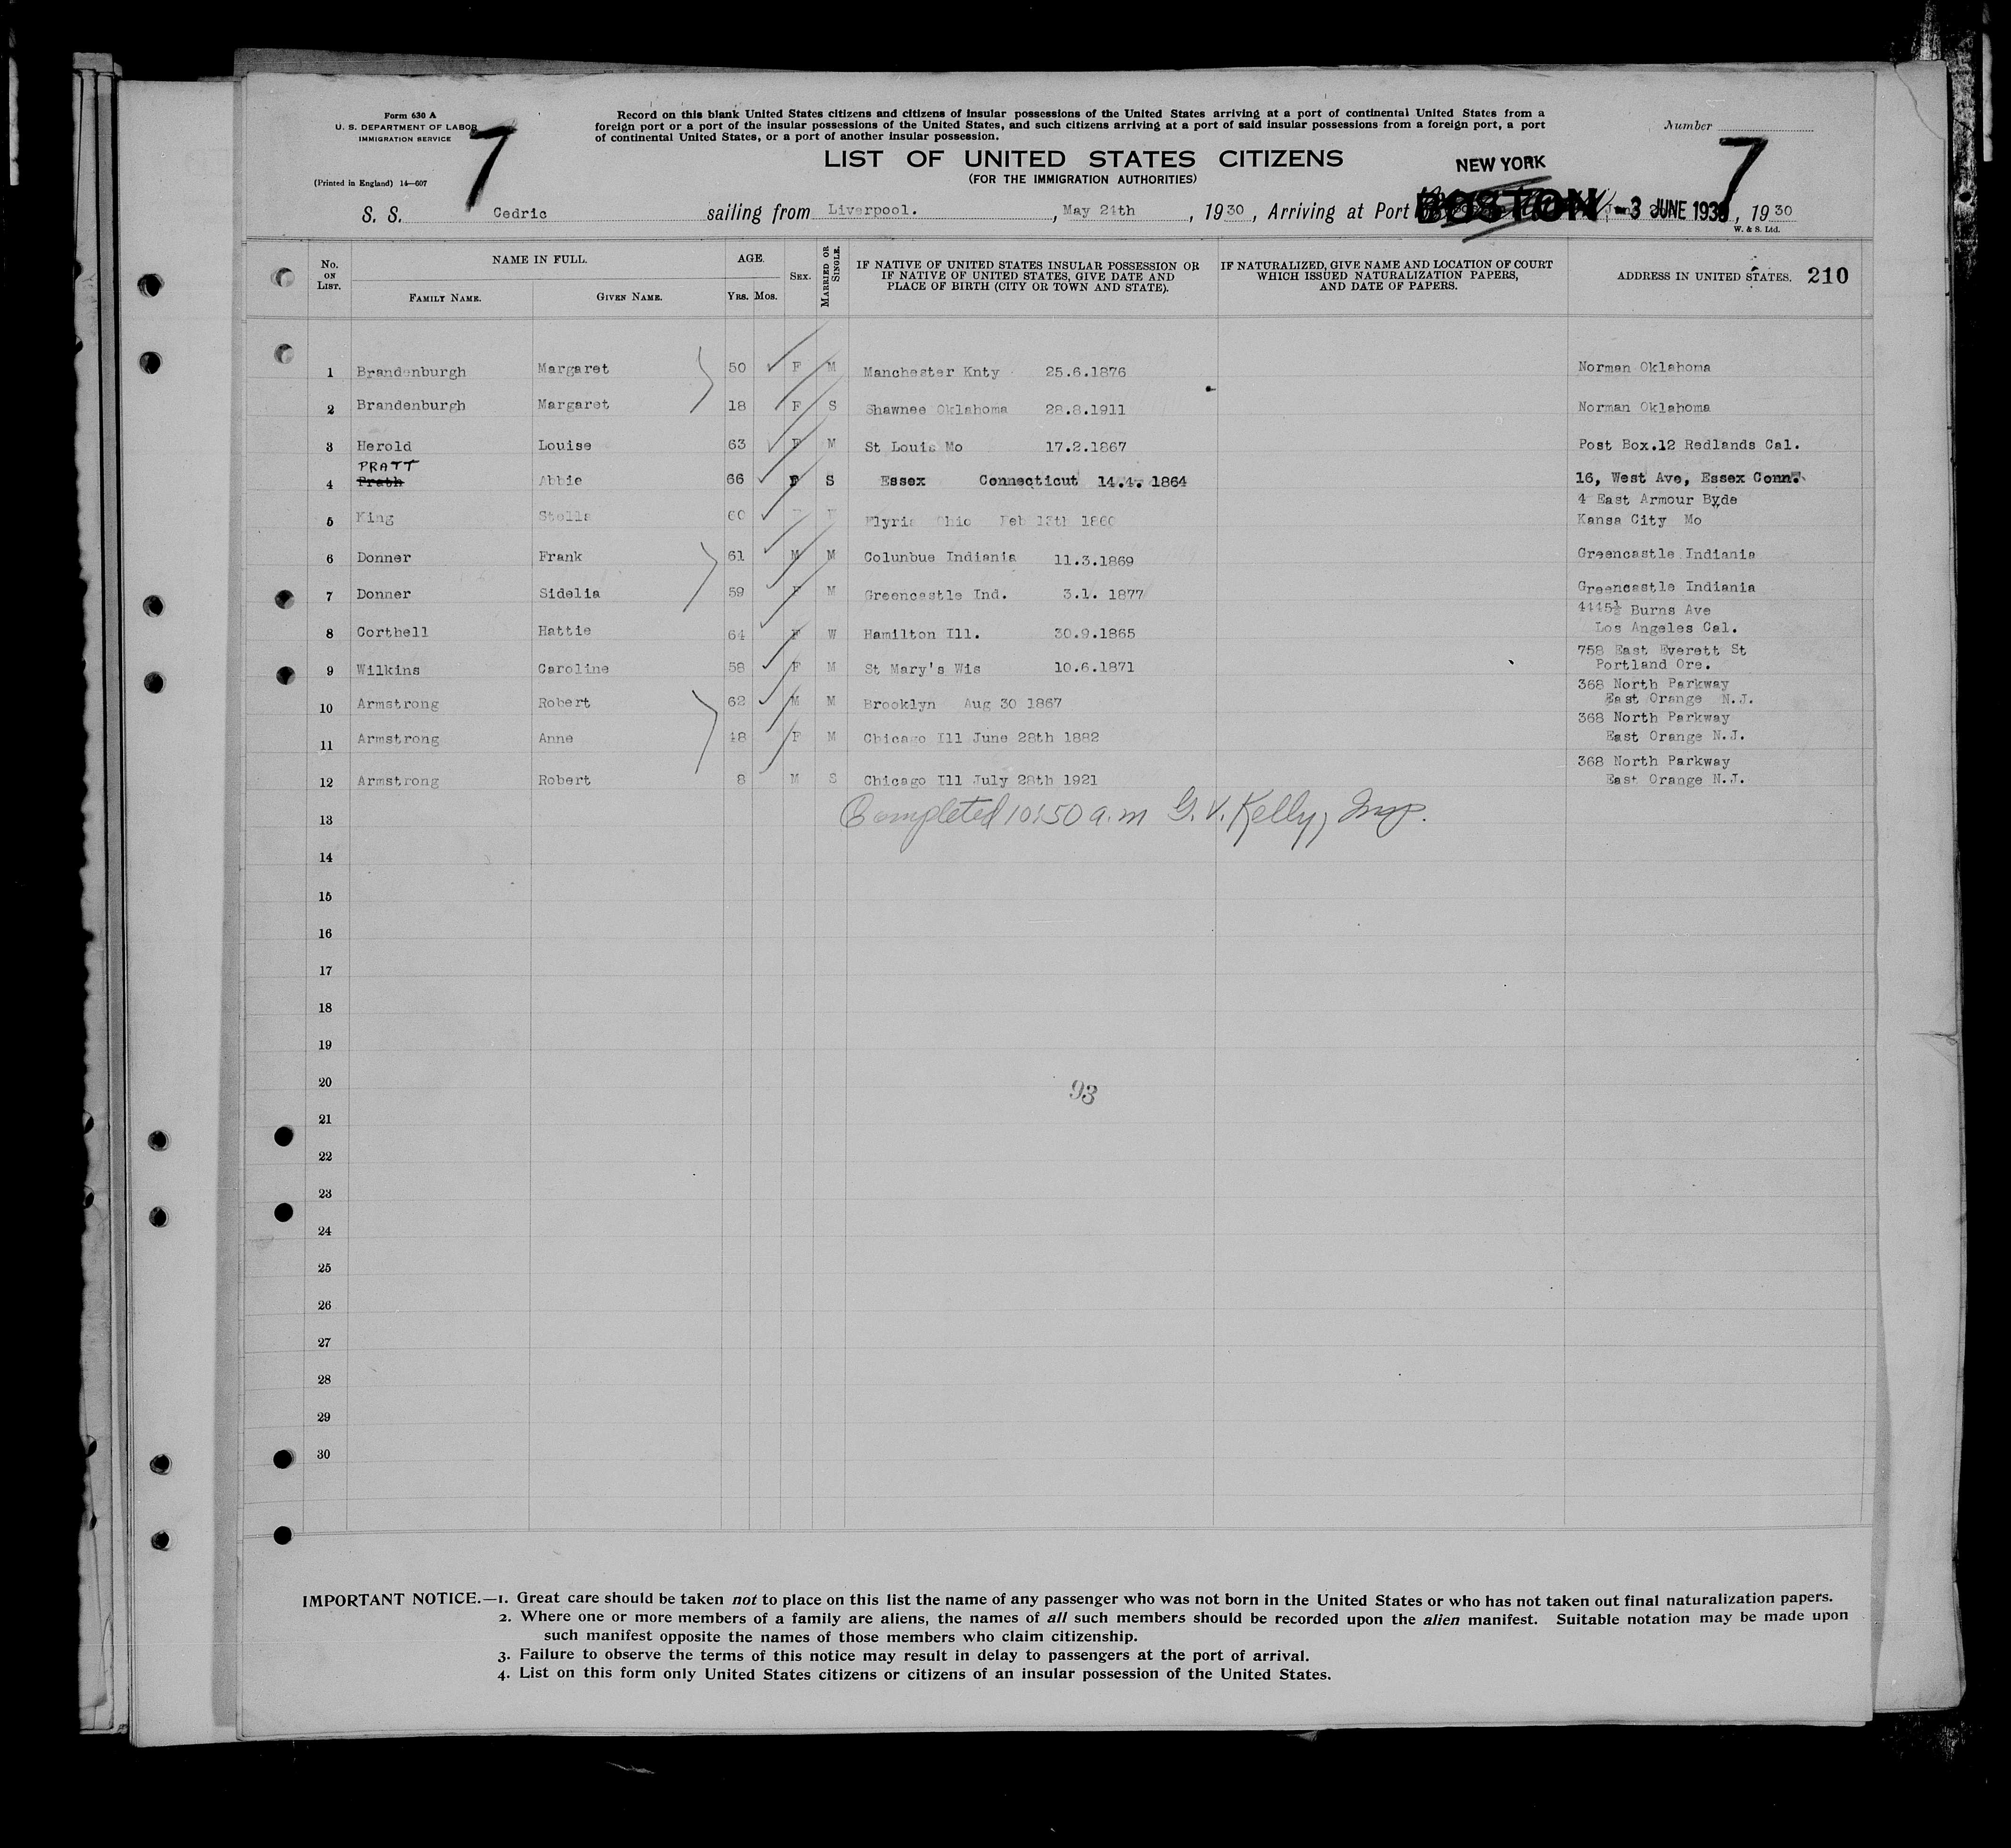 Form 630 A
U. S. DEPARTMENT OF LABOR
IMMIGRATION SERVICE
(Printed in England) 14—607
7
Record on this blank United States citizens and citizens of insular possessions of the United States arriving at a port of continental United States from a
foreign port or a port of the insular possessions of the United States, and such citizens arriving at a port of said insular possessions from a foreign port, a port
of continental United States, or a port of another insular possession.
Number
7
LIST OF UNITED STATES CITIZENS
(FOR THE IMMIGRATION AUTHORITIES)
NEW YORK
S. S. Cedric sailing from Liverpool. , May 24th , 1930 , Arriving at Port BOSTON - 3 JUNE 1930 , 1930
W. & S. Ltd.
No. ON LIST. NAME IN FULL. FAMILY NAME. GIVEN NAME. AGE. YRS. MOS. SEX. MARRIED OR SINGLE. IF NATIVE OF UNITED STATES INSULAR POSSESSION OR IF NATIVE OF UNITED STATES, GIVE DATE AND PLACE OF BIRTH (CITY OR TOWN AND STATE). IF NATURALIZED, GIVE NAME AND LOCATION OF COURT WHICH ISSUED NATURALIZATION PAPERS, AND DATE OF PAPERS. ADDRESS IN UNITED STATES. 210
1 Brandenburgh Margaret 50 F M Manchester Knty 25.6.1876 Norman Oklahoma
2 Brandenburgh Margaret 18 F S Shawnee Oklahoma 28.8.1911 Norman Oklahoma
3 Herold Louise 63 F M St Louis Mo 17.2.1867 Post Box.12 Redlands Cal.
PRATT
4 Prath Abbie 66 F S Essex Connecticut 14.4. 1864 16, West Ave, Essex Conn.
4 East Armour Byde
5 King Stella 60 Elyria Ohio Feb 1860 Kansa City Mo
6 Donner Frank 61 M M Colunbue Indiania 11.3.1869 Greencastle Indiania
7 Donner Sidelia 59 F M Greencastle Ind. 3.1. 1877 Greencastle Indiania
4445½ Burns Ave
8 Corthell Hattie 64 F W Hamilton Ill. 30.9.1865 Los Angeles Cal.
758 East Everett St
9 Wilkins Caroline 58 F M St Mary's Wis 10.6.1871 Portland Ore.
368 North Parkway
10 Armstrong Robert 62 M M Brooklyn Aug 30 1867 East Orange N.J.
368 North Parkway
11 Armstrong Anne 48 F M Chicago Ill June 28th 1882 East Orange N.J.
368 North Parkway
12 Armstrong Robert 8 M S Chicago Ill July 28th 1921 East Orange N.J.
13 Completed 10:50 a.m G. V. Kelly, Insp.
14
15
16
17
18
19
20 93
21
22
23
24
25
26
27
28
29
30
IMPORTANT NOTICE.—1. Great care should be taken not to place on this list the name of any passenger who was not born in the United States or who has not taken out final naturalization papers.
2. Where one or more members of a family are aliens, the names of all such members should be recorded upon the alien manifest. Suitable notation may be made upon
such manifest opposite the names of those members who claim citizenship.
3. Failure to observe the terms of this notice may result in delay to passengers at the port of arrival.
4. List on this form only United States citizens or citizens of an insular possession of the United States.